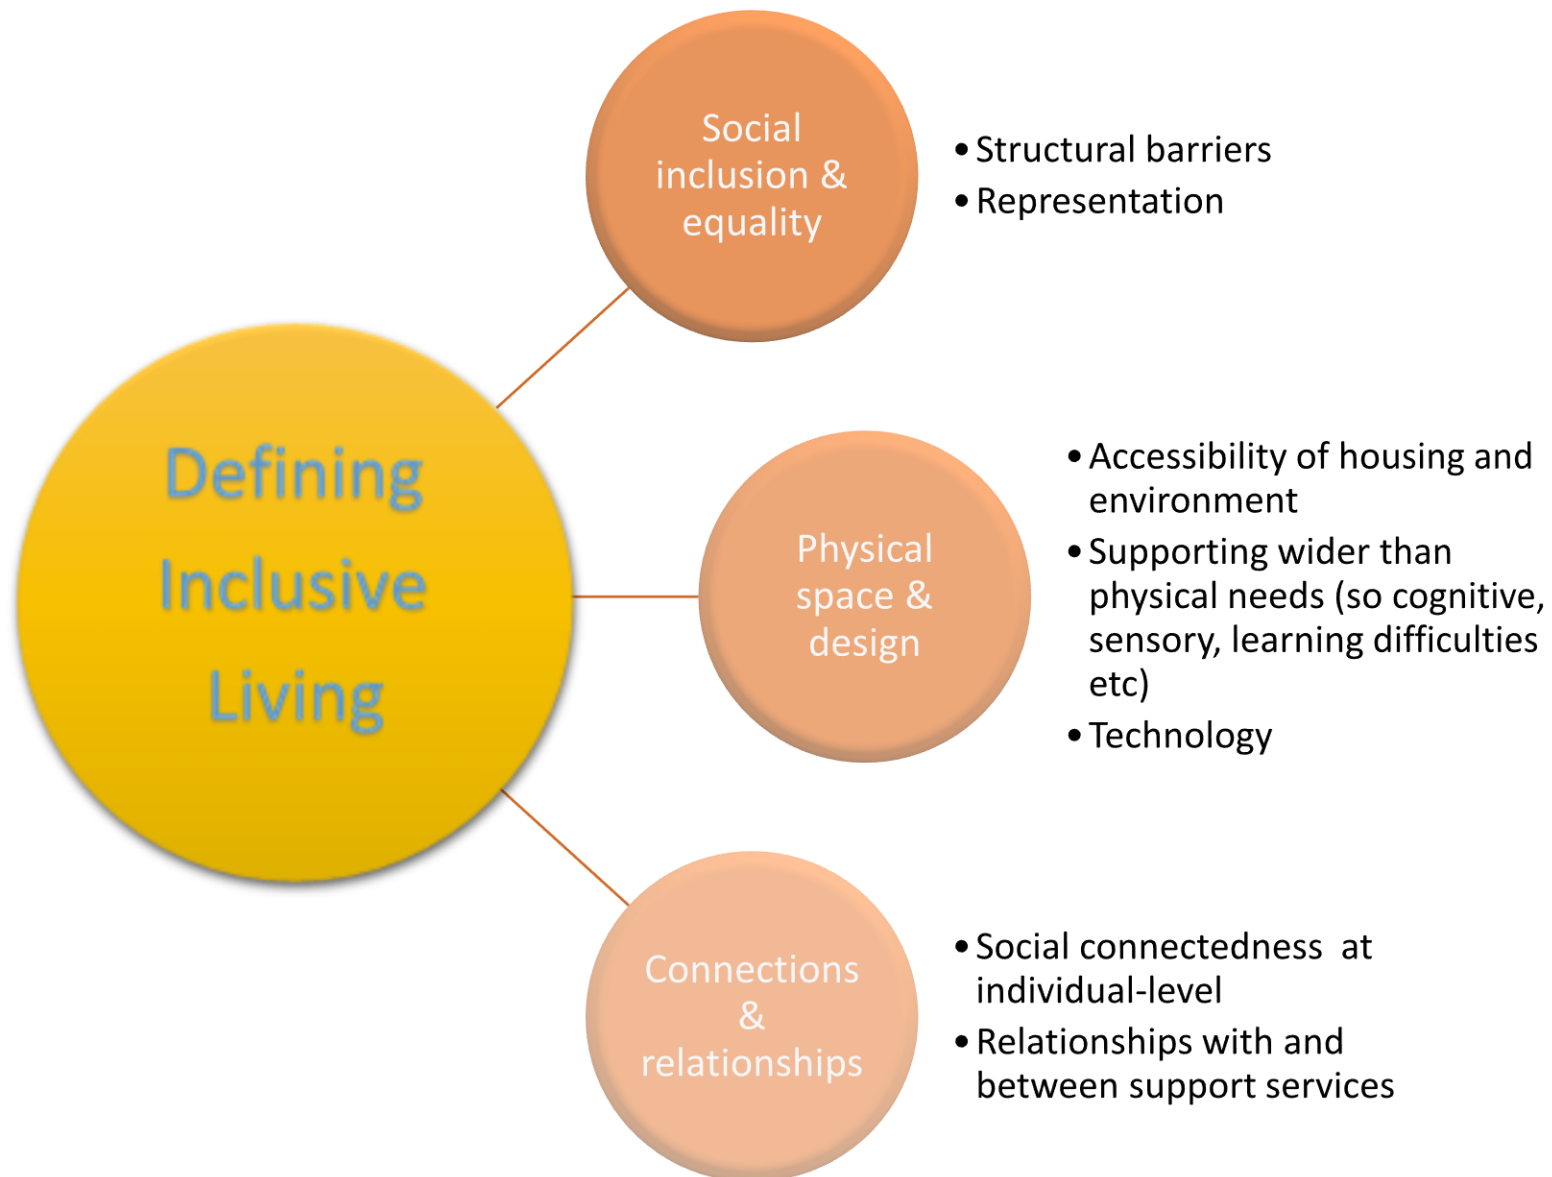 Defining
Inclusive
Living
Social
inclusion &
equality
• Structural barriers
• Representation
Physical
space &
design
• Accessibility of housing and
environment
• Supporting wider than
physical needs (so cognitive,
sensory, learning difficulties
etc)
• Technology
Connections
&
relationships
• Social connectedness  at
individual-level
• Relationships with and
between support services